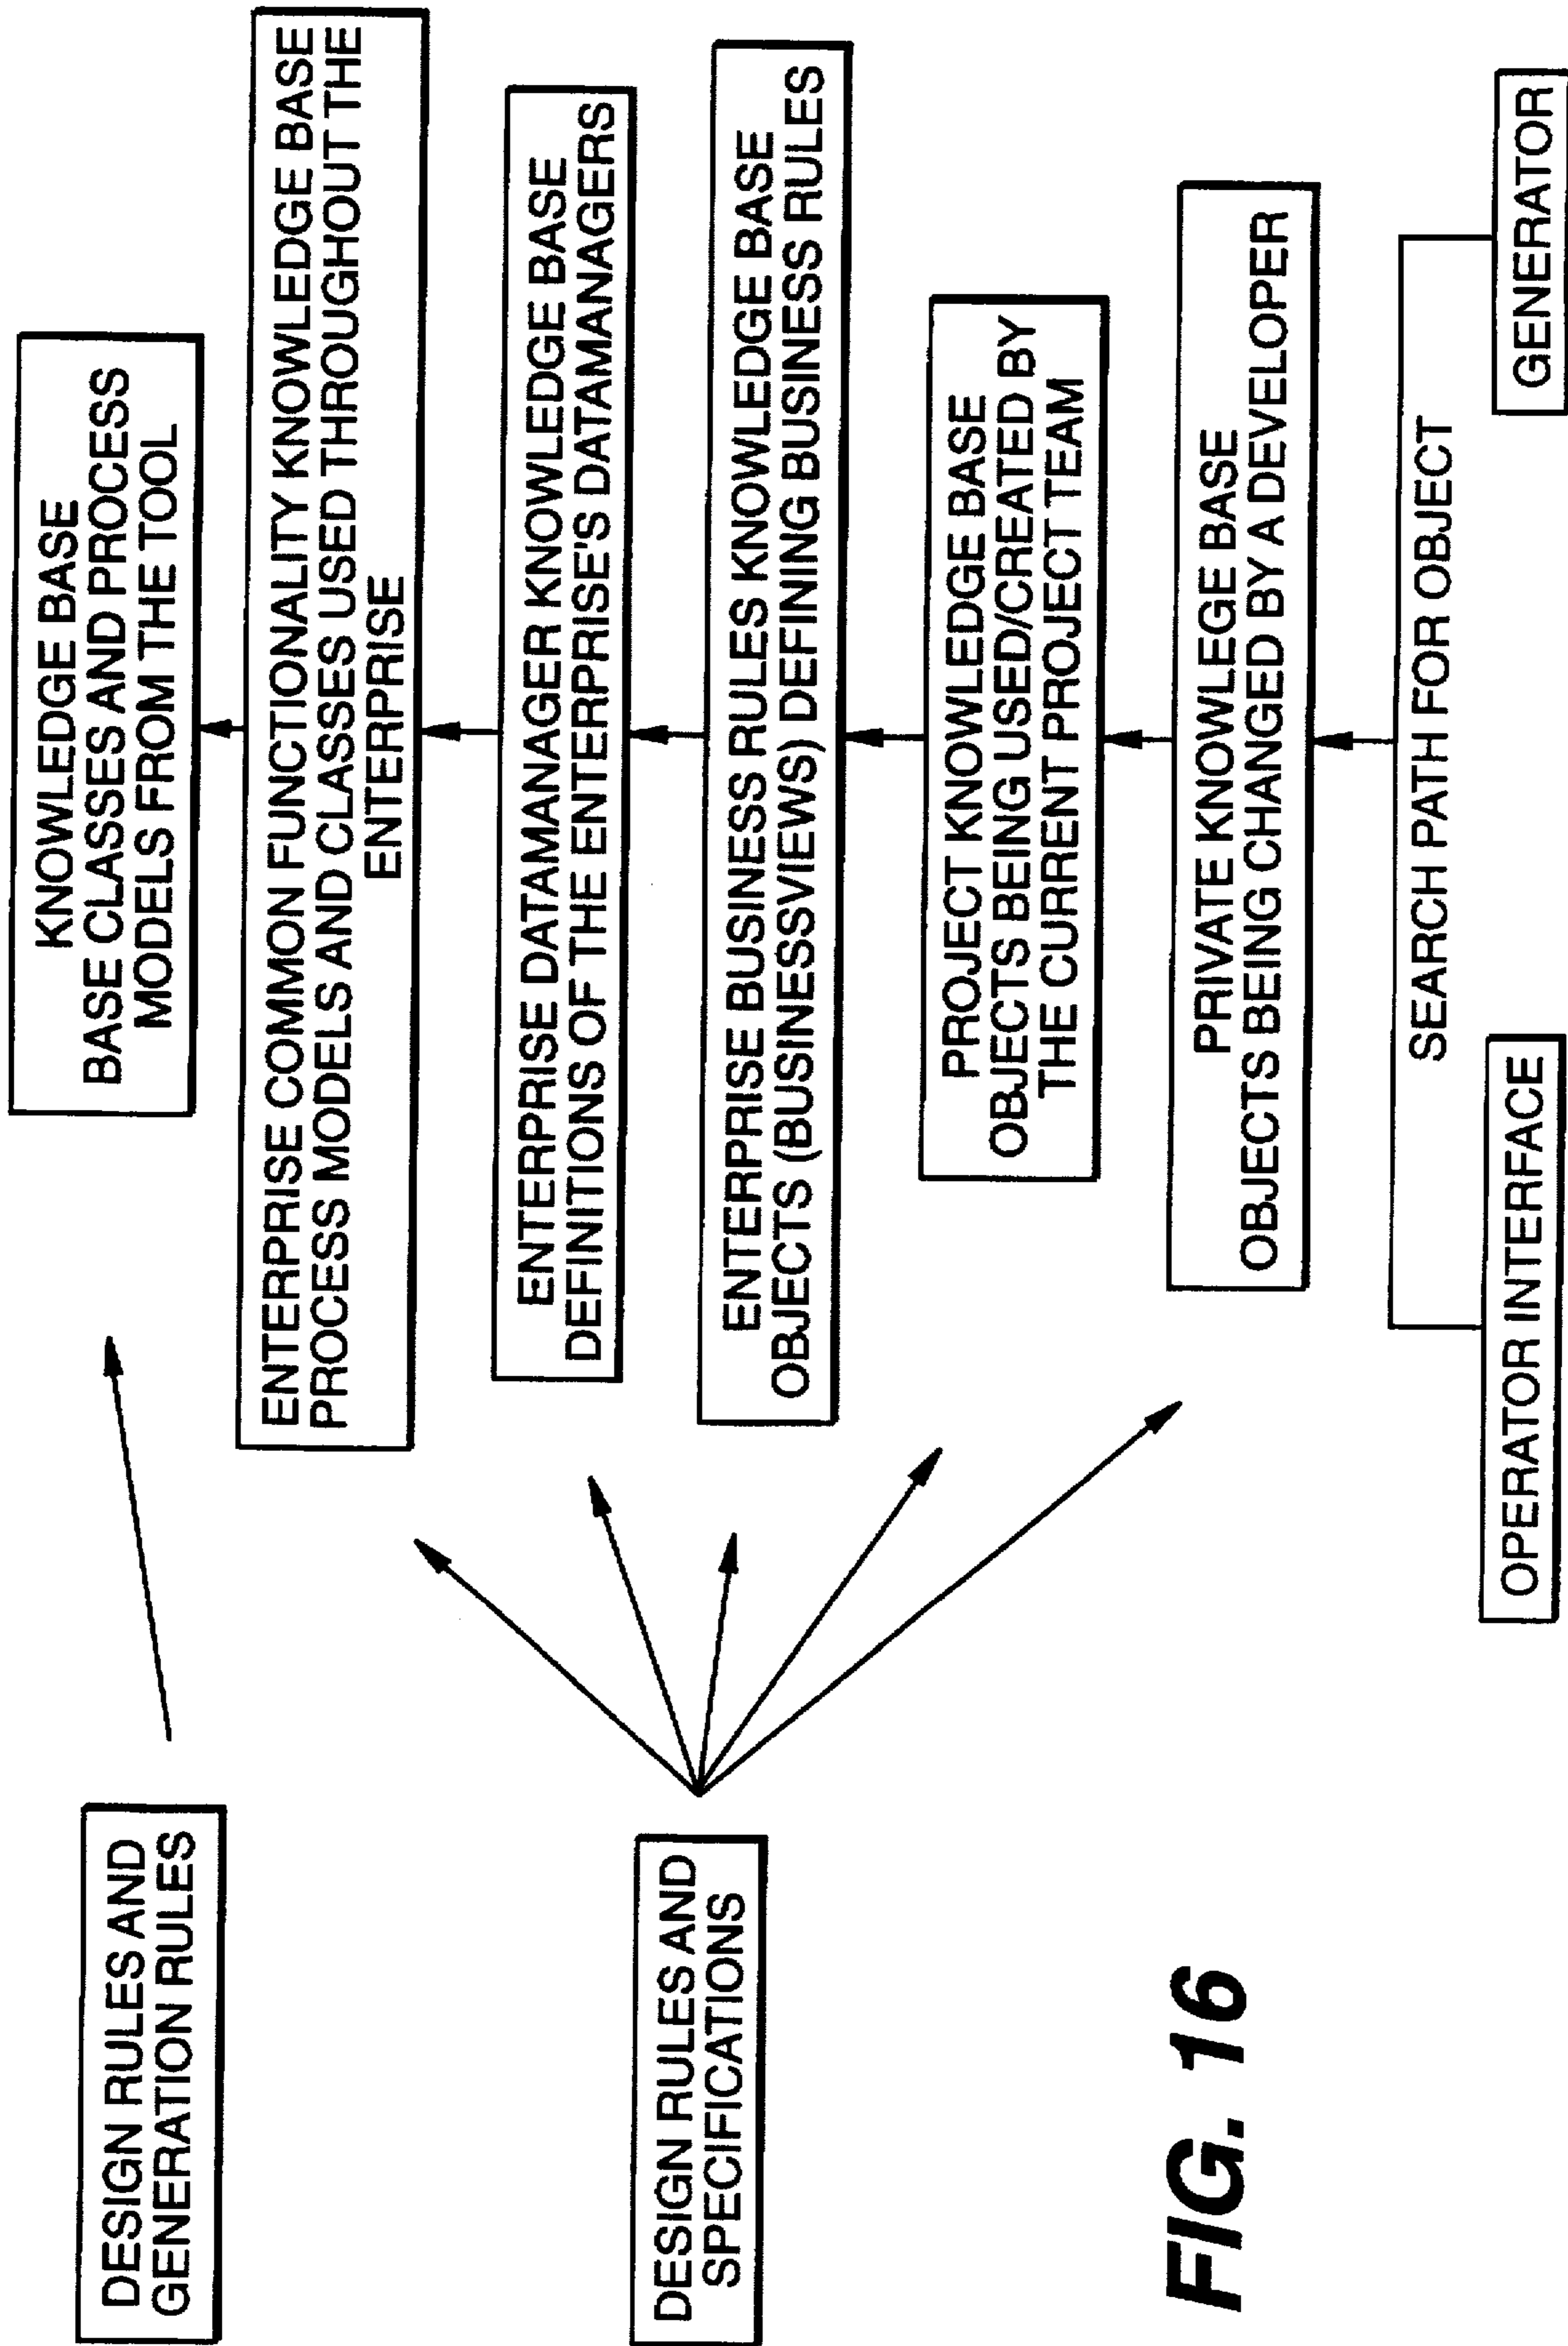 DESIGN RULES AND
GENERATION RULES
KNOWLEDGE BASE
BASE CLASSES AND PROCESS
MODELS FROM THE TOOL
ENTERPRISE COMMON FUNCTIONALITY KNOWLEDGE BASE
PROCESS MODELS AND CLASSES USED THROUGHOUT THE
ENTERPRISE
ENTERPRISE DATAMANAGER KNOWLEDGE BASE
DEFINITIONS OF THE ENTERPRISE'S DATAMANAGERS
DESIGN RULES AND
SPECIFICATIONS
ENTERPRISE BUSINESS RULES KNOWLEDGE BASE
OBJECTS (BUSINESSVIEWS) DEFINING BUSINESS RULES
PROJECT KNOWLEDGE BASE
OBJECTS BEING USED/CREATED BY
THE CURRENT PROJECT TEAM
PRIVATE KNOWLEGE BASE
OBJECTS BEING CHANGED BY A DEVELOPER
SEARCH PATH FOR OBJECT
OPERATOR INTERFACE
GENERATOR
FIG. 16